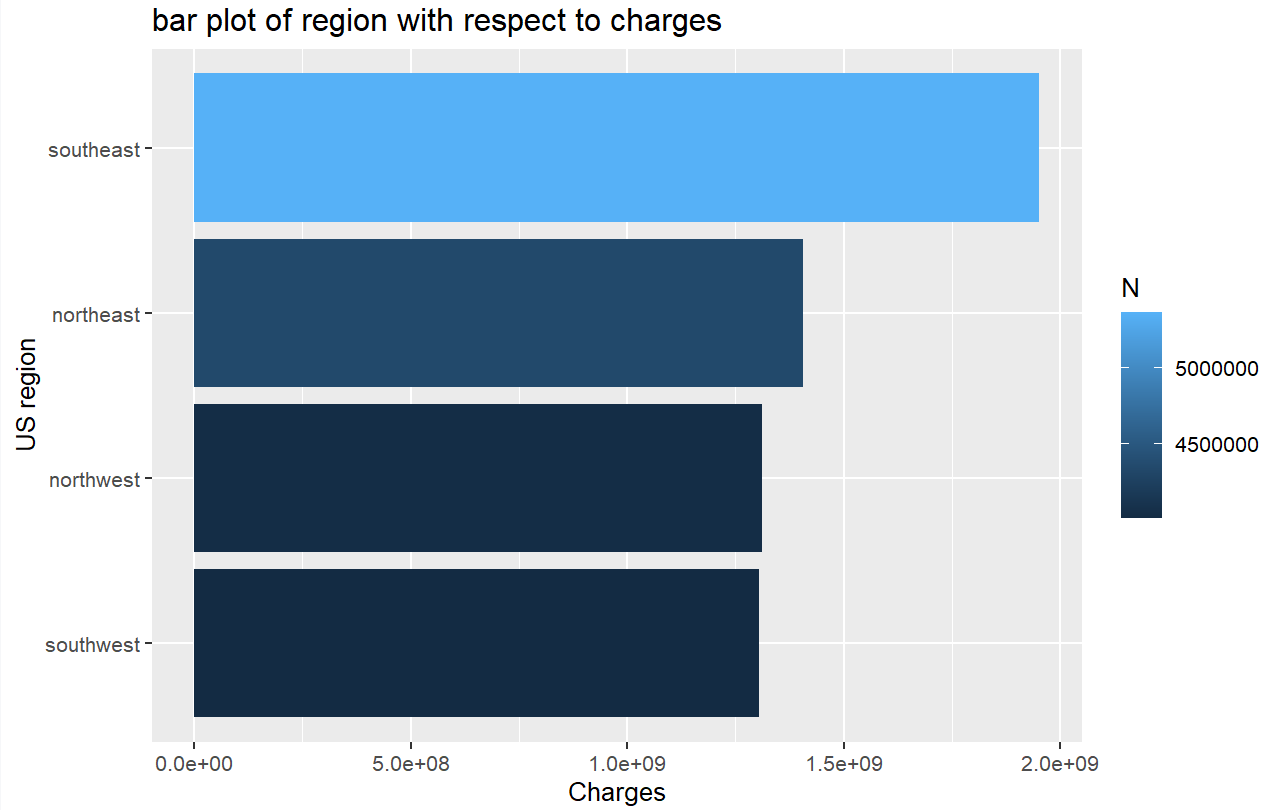 bar plot of region with respect to charges
US region
southeast
northeast
northwest
southwest
0.0e+00 5.0e+08 1.0e+09 1.5e+09 2.0e+09
Charges
N
5000000
4500000